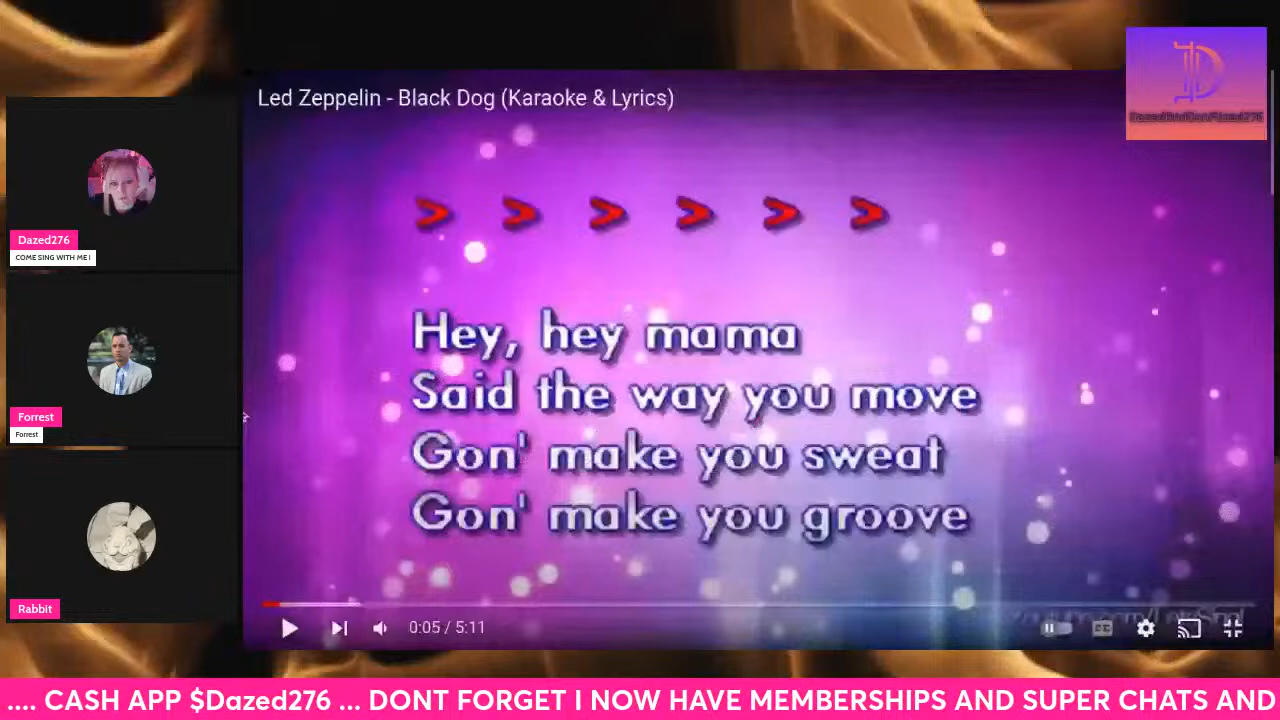 Led Zeppelin - Black Dog (Karaoke & Lyrics)
> > > > > >
Hey, hey mama
Said the way you move
Gon' make you sweat
Gon' make you groove
Dazed276
COME SING WITH ME !
Forrest
Forrest
Rabbit
0:05 / 5:11
CC
.... CASH APP $Dazed276 ... DONT FORGET I NOW HAVE MEMBERSHIPS AND SUPER CHATS AND